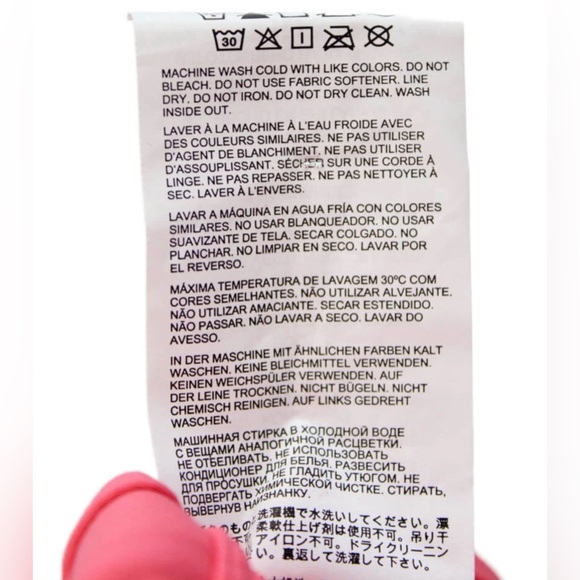 30
MACHINE WASH COLD WITH LIKE COLORS. DO NOT
BLEACH. DO NOT USE FABRIC SOFTENER. LINE
DRY. DO NOT IRON. DO NOT DRY CLEAN. WASH
INSIDE OUT.
LAVER À LA MACHINE À L'EAU FROIDE AVEC
DES COULEURS SIMILAIRES. NE PAS UTILISER
D'AGENT DE BLANCHIMENT. NE PAS UTILISER
D'ASSOUPLISSANT. SUR UNE CORDE À
LINGE. NE PAS REPASSER. NE PAS NETTOYER À
SEC. LAVER À L'ENVERS.
LAVAR A MÁQUINA EN AGUA FRÍA CON COLORES
SIMILARES. NO USAR BLANQUEADOR. NO USAR
SUAVIZANTE DE TELA. SECAR COLGADO. NO
PLANCHAR. NO LIMPIAR EN SECO. LAVAR POR
EL REVERSO.
MÁXIMA TEMPERATURA DE LAVAGEM 30ºC COM
CORES SEMELHANTES. NÃO UTILIZAR ALVEJANTE.
NÃO UTILIZAR AMACIANTE. SECAR ESTENDIDO.
NÃO PASSAR. NÃO LAVAR A SECO. LAVAR DO
AVESSO.
IN DER MASCHINE MIT ÄHNLICHEN FARBEN KALT
WASCHEN. KEINE BLEICHMITTEL VERWENDEN.
KEINEN WEICHSPÜLER VERWENDEN. AUF
DER LEINE TROCKNEN. NICHT BÜGELN. NICHT
CHEMISCH REINIGEN. AUF LINKS GEDREHT
WASCHEN.
МАШИННАЯ СТИРКА В ХОЛОДНОЙ ВОДЕ
С ВЕЩАМИ АНАЛОГИЧНОЙ РАСЦВЕТКИ.
НЕ ОТБЕЛИВАТЬ. НЕ ИСПОЛЬЗОВАТЬ
КОНДИЦИОНЕР ДЛЯ БЕЛЬЯ. РАЗВЕСИТЬ
ДЛЯ ПРОСУШКИ. НЕ ГЛАДИТЬ УТЮГОМ. НЕ
ПОДВЕРГАТЬ ХИМИЧЕСКОЙ ЧИСТКЕ. СТИРАТЬ,
ВЫВЕРНУВ НАИЗНАНКУ.
のものと洗濯機で水洗いしてください。漂
柔軟仕上げ剤は使用不可。吊り干
アイロン不可。ドライクリーニン
い。裏返して洗濯してください。